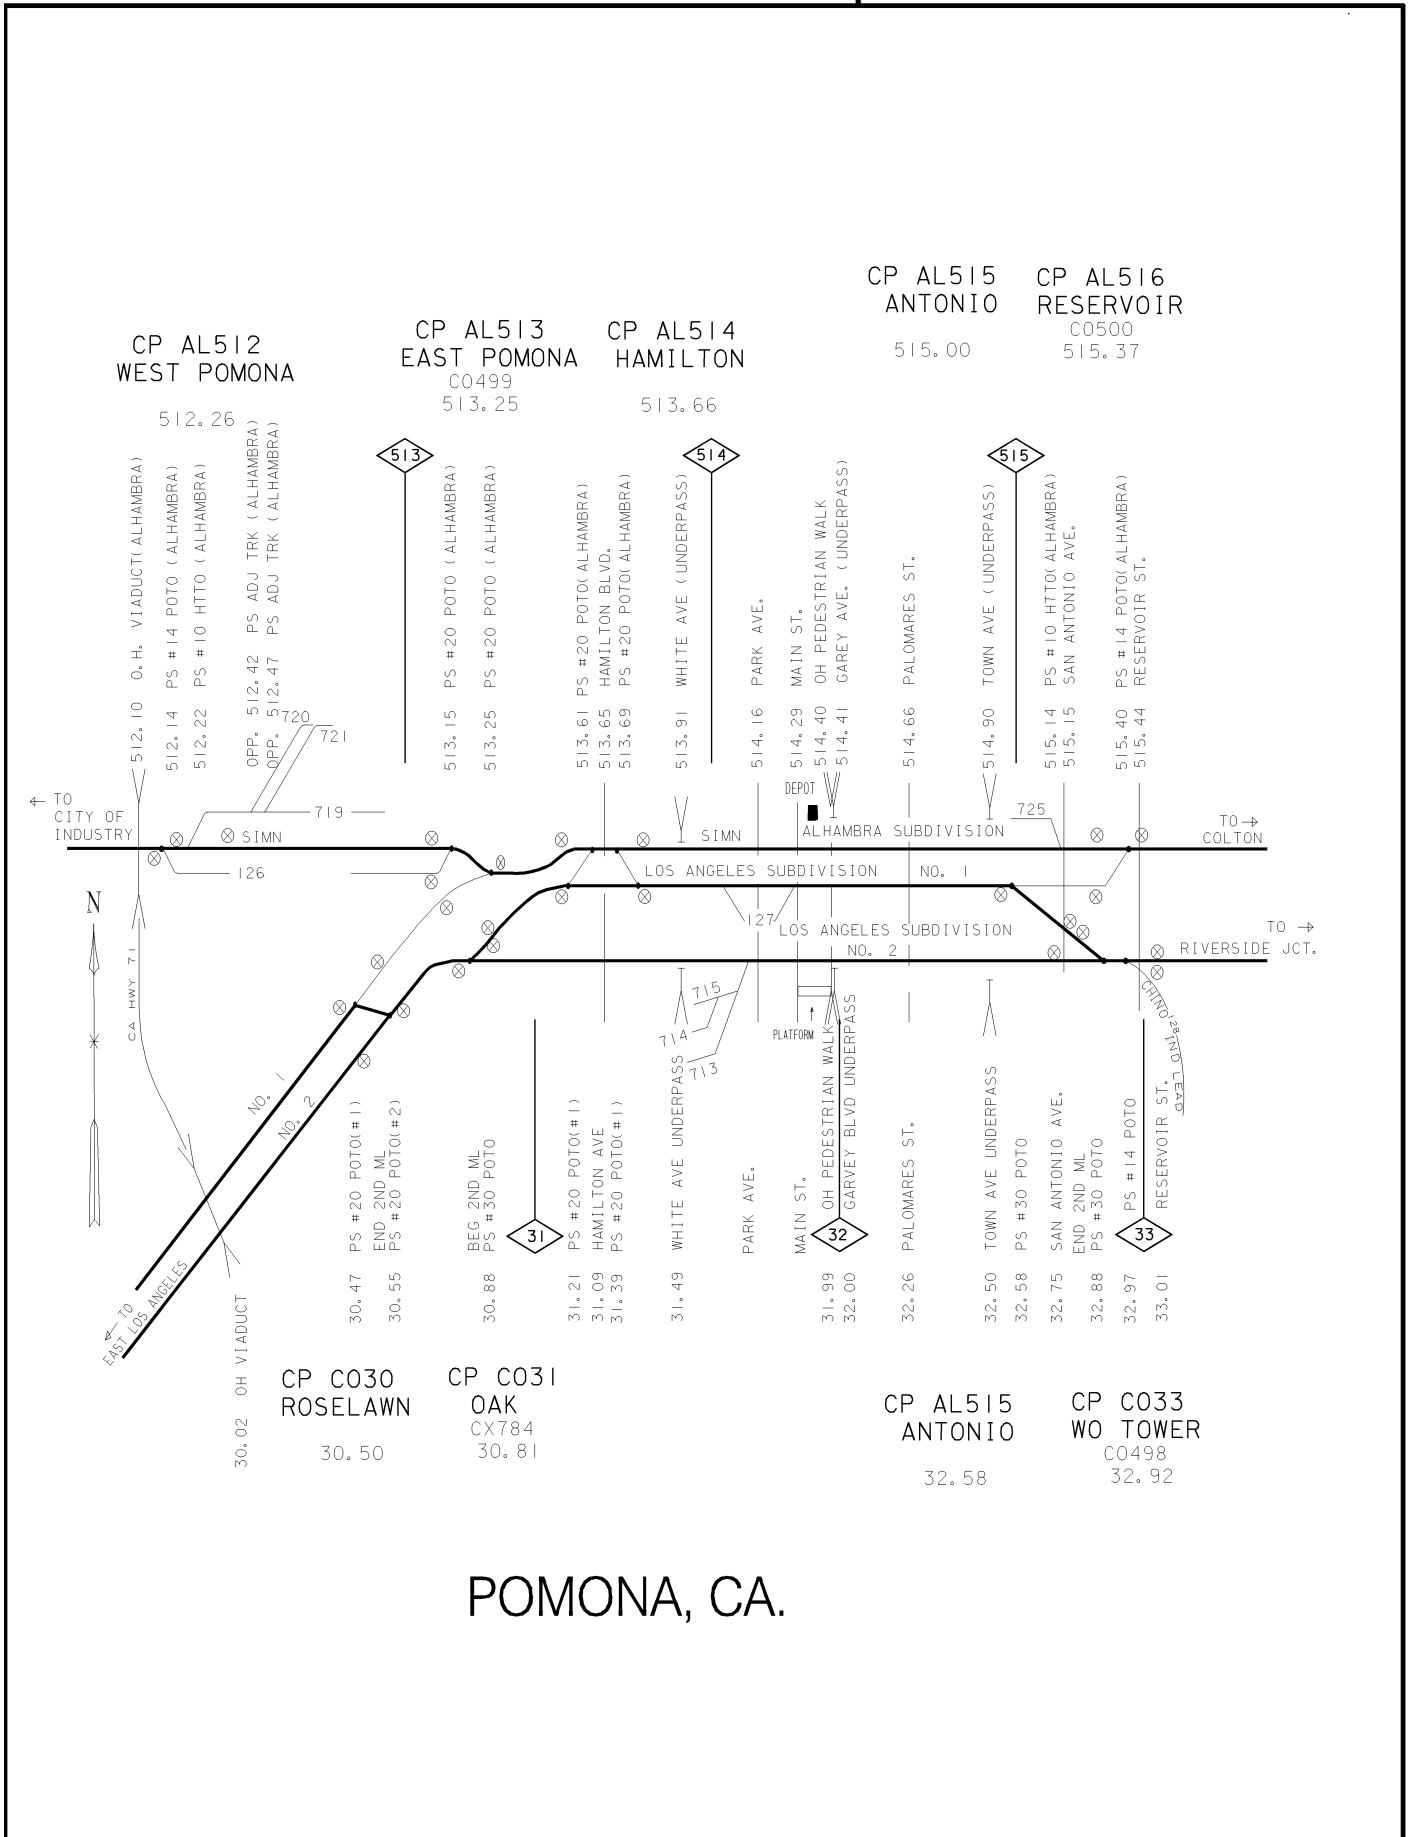 CP AL515
ANTONIO
515.00
CP AL516
RESERVOIR
C0500
515.37
CP AL512
WEST POMONA
512.26
CP AL513
EAST POMONA
C0499
513.25
CP AL514
HAMILTON
513.66
513
514
515
512.10 O.H. VIADUCT(ALHAMBRA)
512.14 PS #14 POTO (ALHAMBRA)
512.22 PS #10 HTTO (ALHAMBRA)
OPP. 512.42 PS ADJ TRK (ALHAMBRA)
OPP. 512.47 PS ADJ TRK (ALHAMBRA)
513.15 PS #20 POTO (ALHAMBRA)
513.25 PS #20 POTO (ALHAMBRA)
513.61 PS #20 POTO(ALHAMBRA)
513.65 HAMILTON BLVD.
513.69 PS #20 POTO(ALHAMBRA)
513.91 WHITE AVE (UNDERPASS)
514.16 PARK AVE.
514.29 MAIN ST.
514.40 OH PEDESTRIAN WALK
514.41 GAREY AVE. (UNDERPASS)
514.66 PALOMARES ST.
514.90 TOWN AVE (UNDERPASS)
515.14 PS #10 HTTO(ALHAMBRA)
515.15 SAN ANTONIO AVE.
515.40 PS #14 POTO(ALHAMBRA)
515.44 RESERVOIR ST.
720
721
719
DEPOT
725
← TO
CITY OF
INDUSTRY
SIMN
SIMN
ALHAMBRA SUBDIVISION
TO →
COLTON
126
LOS ANGELES SUBDIVISION NO. 1
N
127
LOS ANGELES SUBDIVISION
NO. 2
TO →
RIVERSIDE JCT.
CA HWY 71
715
714
713
PLATFORM
CHINO IND LEAD
128
NO. 1
NO. 2
← TO
EAST LOS ANGELES
30.02 OH VIADUCT
30.47 PS #20 POTO(#1)
END 2ND ML
30.55 PS #20 POTO(#2)
BEG 2ND ML
30.88 PS #30 POTO
31
31.21 PS #20 POTO(#1)
31.09 HAMILTON AVE
31.39 PS #20 POTO(#1)
31.49 WHITE AVE UNDERPASS
PARK AVE.
MAIN ST.
31.99 OH PEDESTRIAN WALK
32
32.00 GARVEY BLVD UNDERPASS
32.26 PALOMARES ST.
32.50 TOWN AVE UNDERPASS
32.58 PS #30 POTO
32.75 SAN ANTONIO AVE.
END 2ND ML
32.88 PS #30 POTO
32.97 PS #14 POTO
33
33.01 RESERVOIR ST.
CP C030
ROSELAWN
30.50
CP C031
OAK
CX784
30.81
CP AL515
ANTONIO
32.58
CP C033
WO TOWER
C0498
32.92
POMONA, CA.